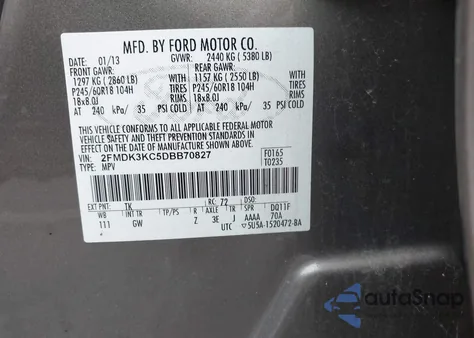 MFD. BY FORD MOTOR CO.
DATE: 01/13 GVWR: 2440 KG ( 5380 LB)
FRONT GAWR: REAR GAWR:
1297 KG ( 2860 LB) 1157 KG ( 2550 LB)
P245/60R18 104H TIRES P245/60R18 104H TIRES
18x8.0J RIMS 18x8.0J RIMS
AT 240 kPa/ 35 PSI COLD AT 240 kPa/ 35 PSI COLD
THIS VEHICLE CONFORMS TO ALL APPLICABLE FEDERAL MOTOR
VEHICLE SAFETY AND THEFT PREVENTION STANDARDS IN EFFECT ON
THE DATE OF MANUFACTURE SHOWN ABOVE.
VIN: 2FMDK3KC5DBB70827 F0165
TYPE: MPV T0235
EXT PNT: TK RC: 72 DSO:
WB INT TR TP/PS R AXLE TR SPR DQ11F
111 GW Z 3E J AAAA 70A
UTC ▽5U5A-1520472-BA
autaSnap